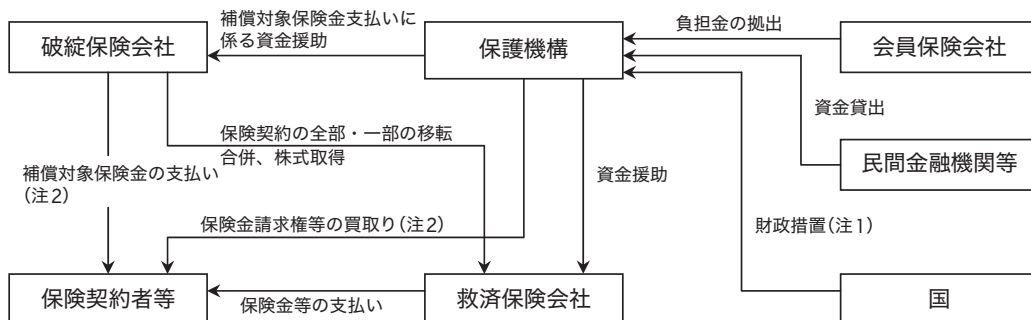 補償対象保険金支払いに
係る資金援助
負担金の拠出
破綻保険会社
保護機構
会員保険会社
資金貸出
保険契約の全部・一部の移転
合併、株式取得
民間金融機関等
補償対象保険金の支払い
(注2)
資金援助
保険金請求権等の買取り(注2)
財政措置(注1)
保険契約者等
保険金等の支払い
救済保険会社
国